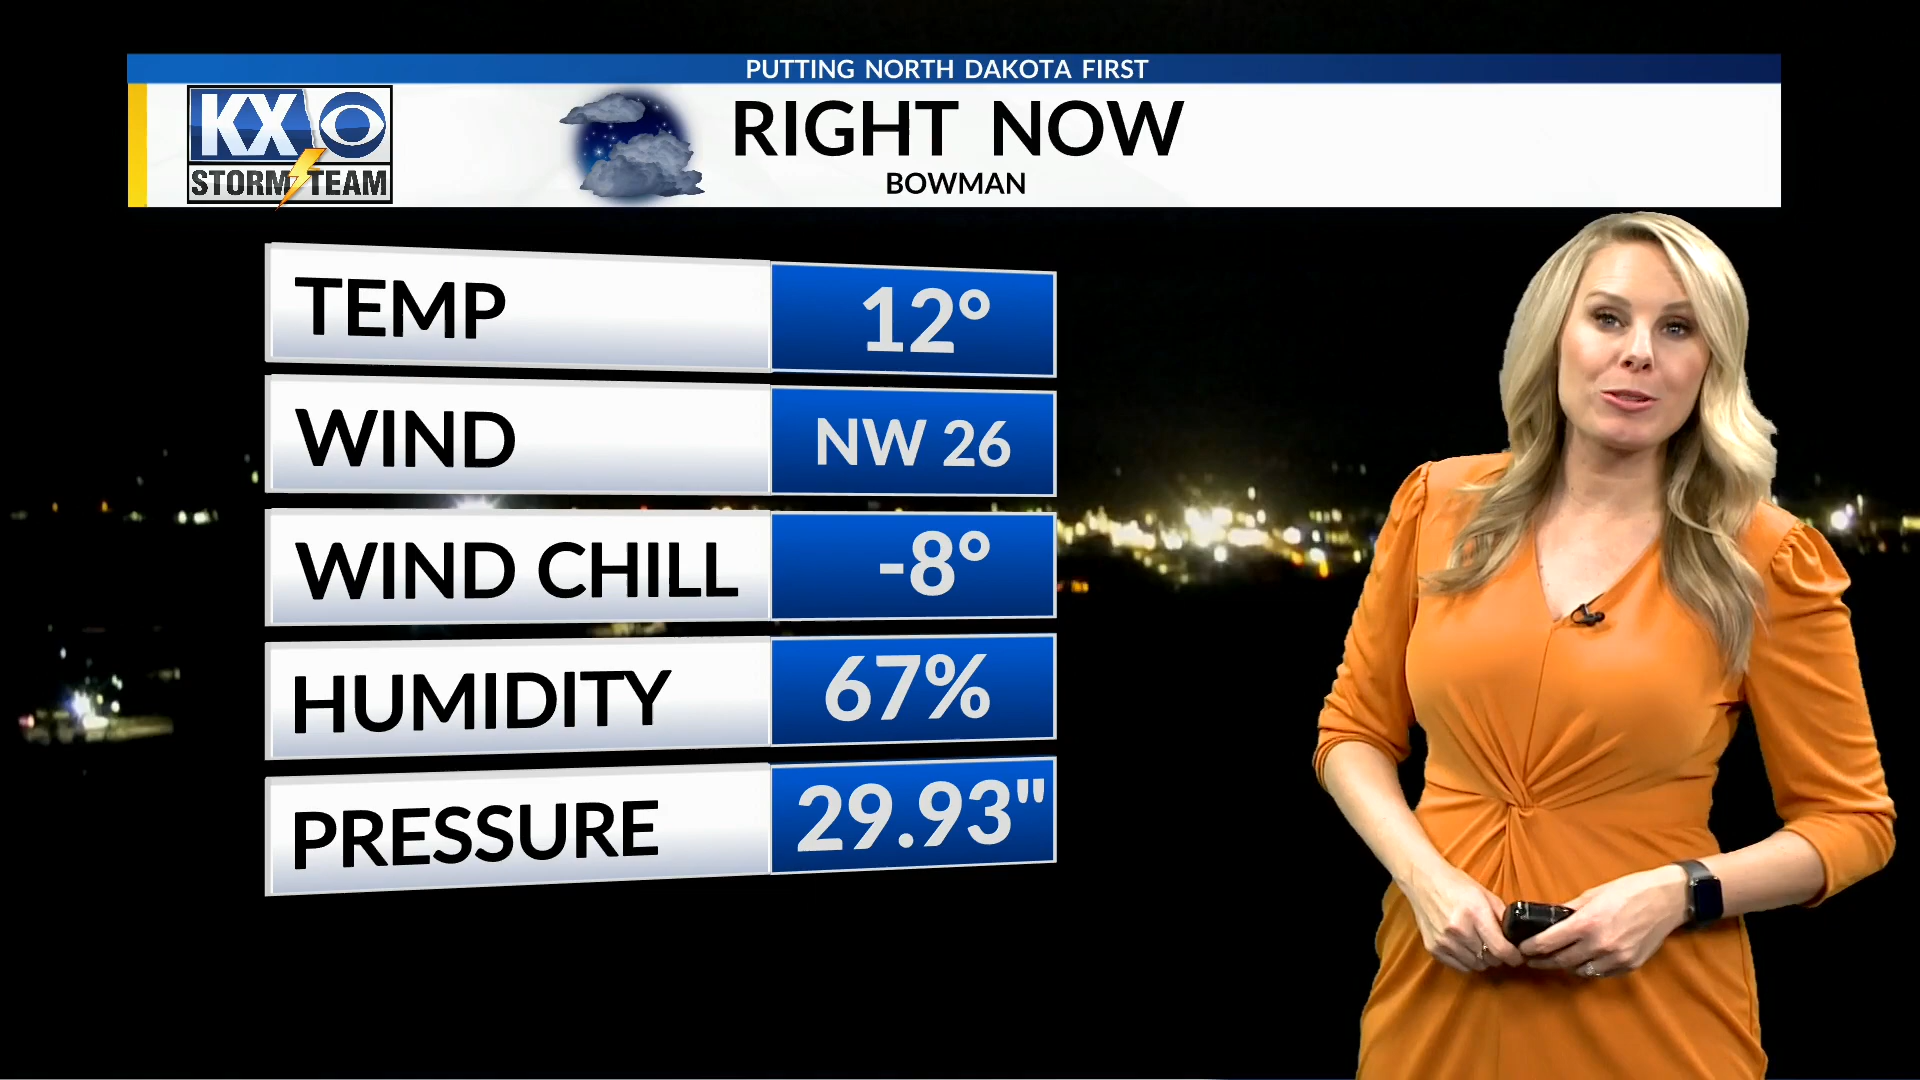 PUTTING NORTH DAKOTA FIRST
KX
STORM TEAM
RIGHT NOW
BOWMAN
TEMP 12°
WIND NW 26
WIND CHILL -8°
HUMIDITY 67%
PRESSURE 29.93"